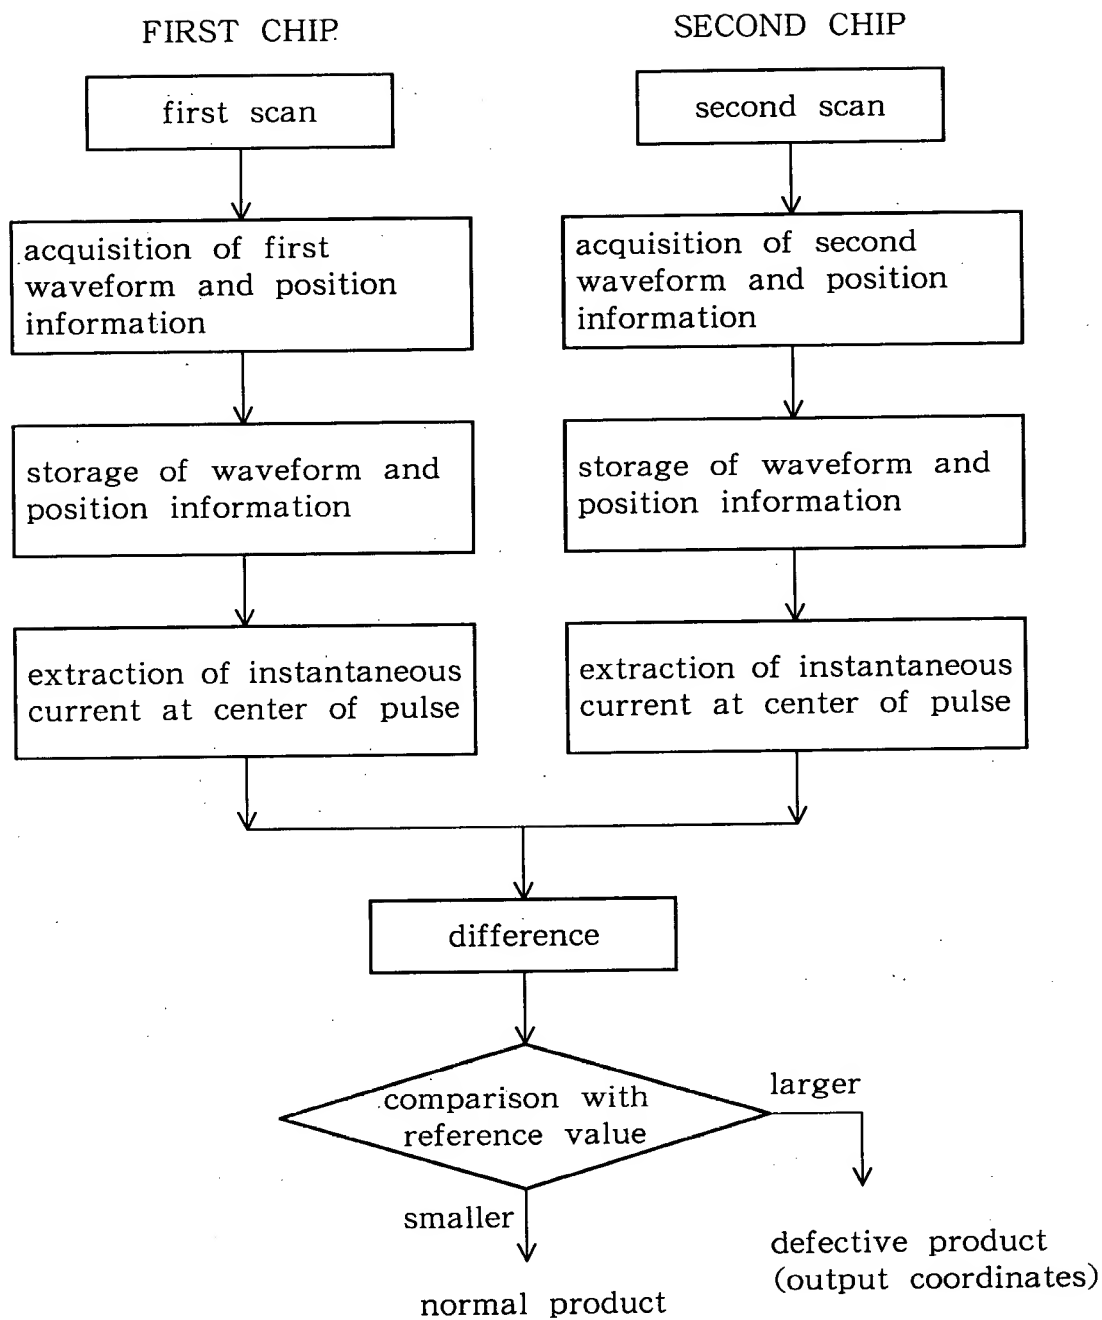 FIRST CHIP
first scan
acquisition of first
waveform and position
information
storage of waveform and
position information
extraction of instantaneous
current at center of pulse
SECOND CHIP
second scan
acquisition of second
waveform and position
information
storage of waveform and
position information
extraction of instantaneous
current at center of pulse
difference
comparison with
reference value
larger
smaller
defective product
(output coordinates)
normal product